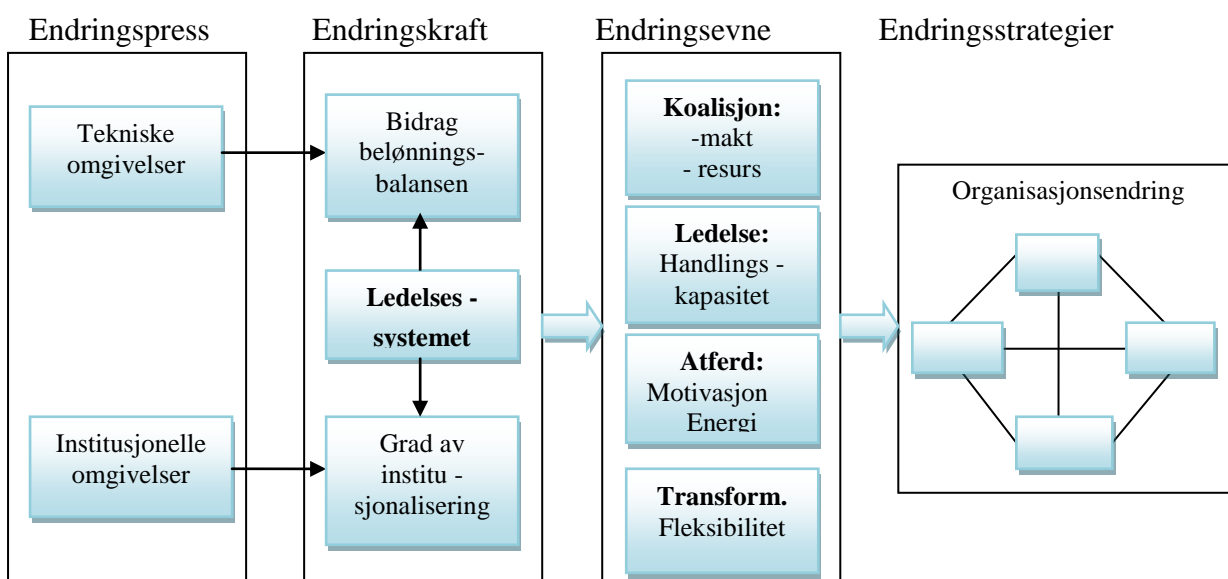 Endringspress
Endringskraft
Endringsevne
Endringsstrategier
Tekniske
omgivelser
Institusjonelle
omgivelser
Bidrag
belønnings-
balansen
Ledelses -
systemet
Grad av
institu -
sjonalisering
Koalisjon:
-makt
- resurs
Ledelse:
Handlings -
kapasitet
Atferd:
Motivasjon
Energi
Transform.
Fleksibilitet
Organisasjonsendring